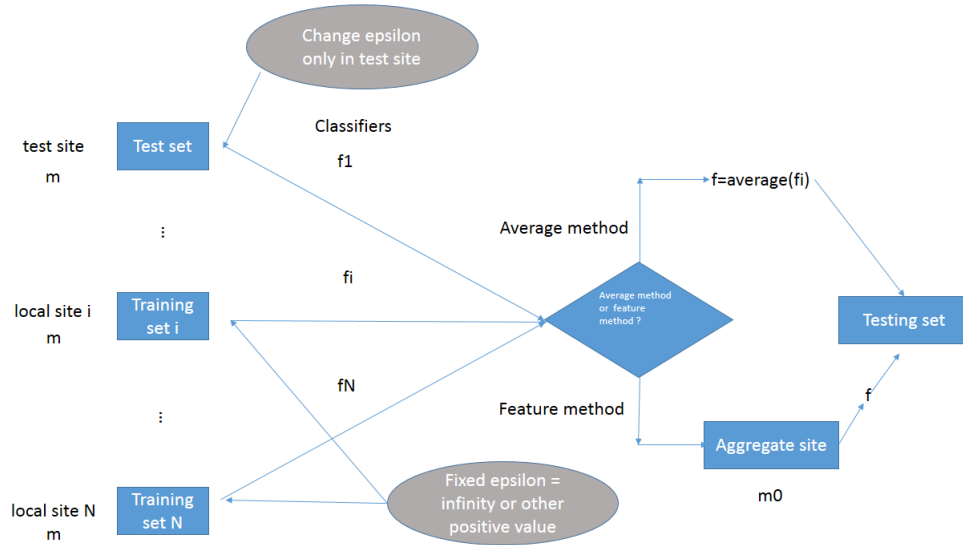 Change epsilon
only in test site
Classifiers
test site
m
Test set
f1
f=average(fi)
⋮
Average method
fi
local site i
m
Training
set i
Average method
or feature
method ?
Testing set
fN
Feature method
f
⋮
Aggregate site
m0
local site N
m
Training
set N
Fixed epsilon =
infinity or other
positive value